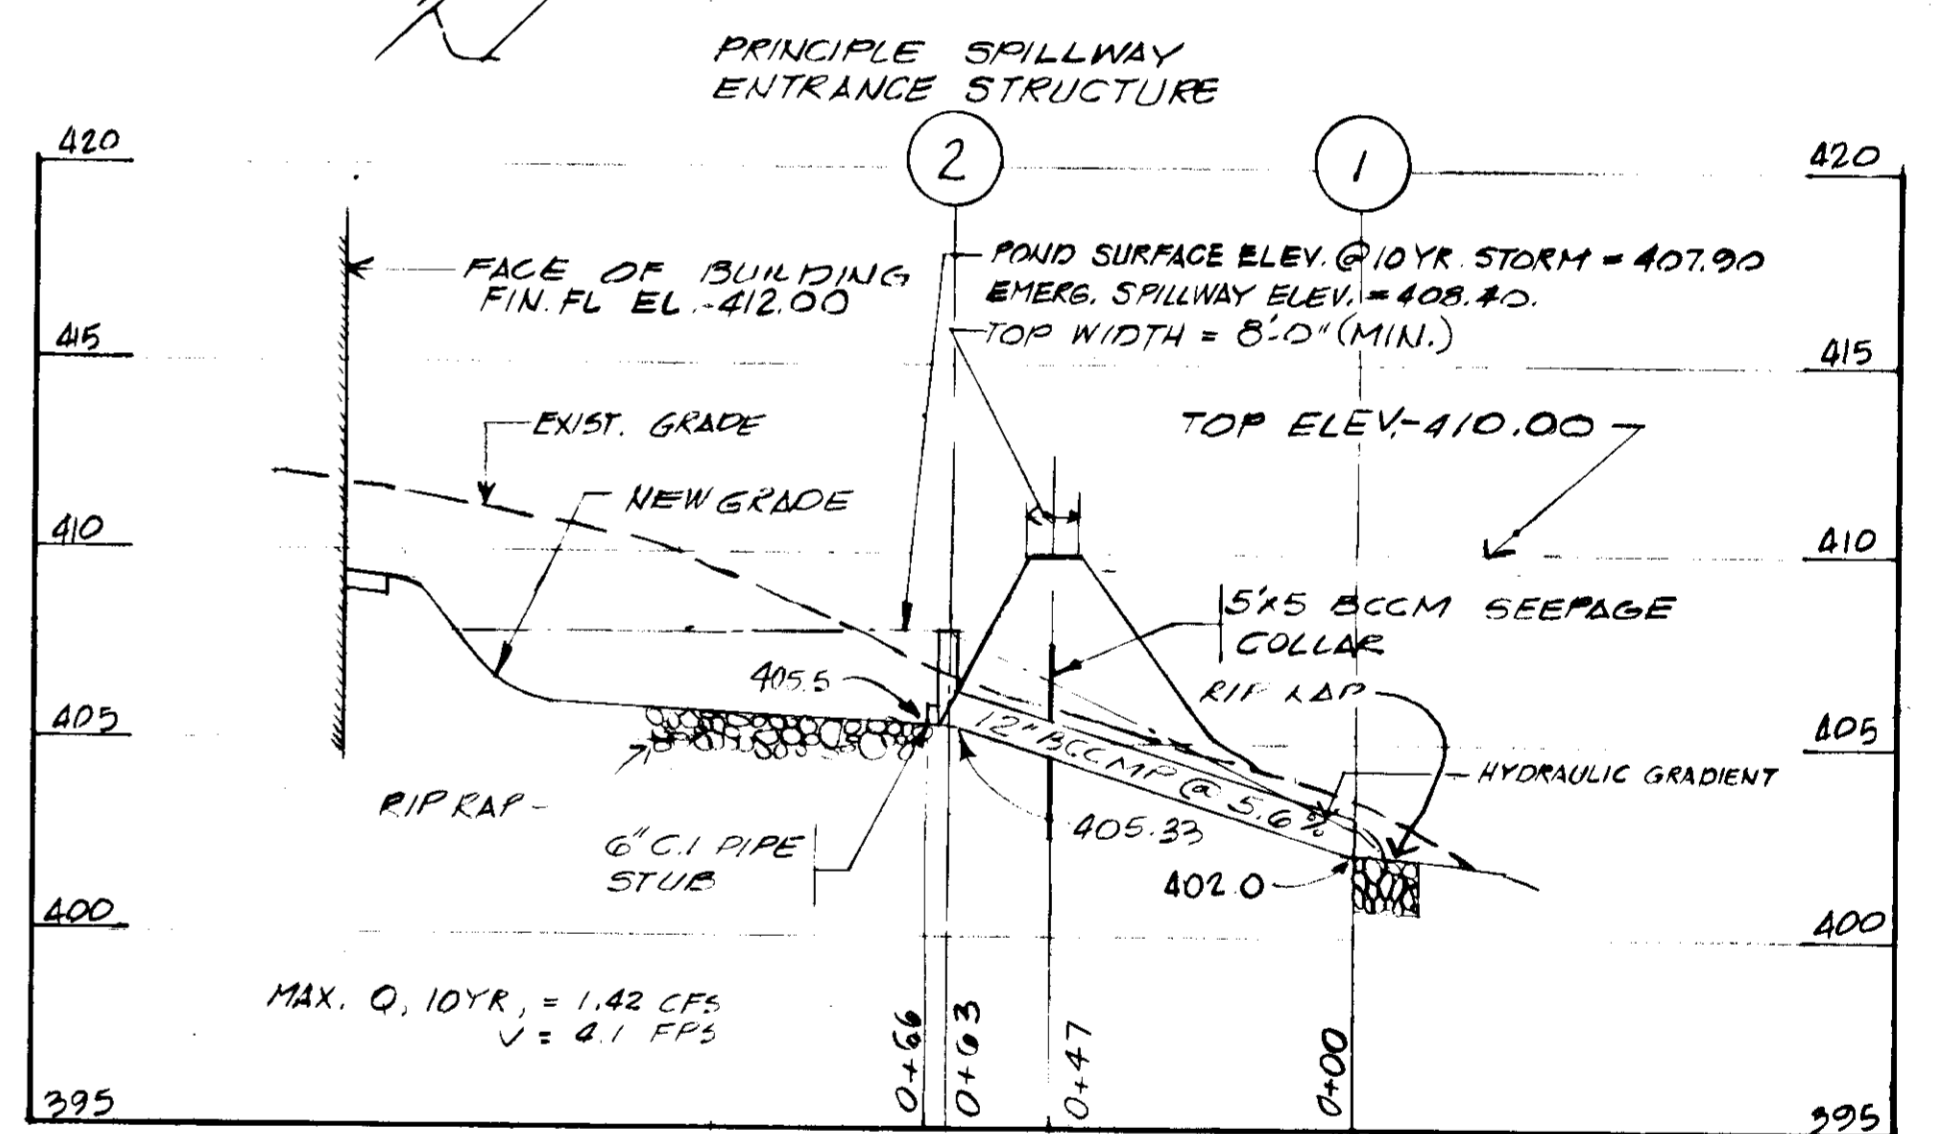 PRINCIPLE SPILLWAY
ENTRANCE STRUCTURE
2
1
420
420
FACE OF BUILDING
FIN. FL EL.-412.00
POND SURFACE ELEV. @ 10 YR. STORM = 407.90
EMERG. SPILLWAY ELEV. = 408.40.
TOP WIDTH = 8'-0" (MIN.)
415
415
EXIST. GRADE
TOP ELEV.-410.00
NEW GRADE
410
410
5'x5 BCCM SEEPAGE
COLLAR
405.5
RIP RAP
405
405
12" BCCMP @ 5.6%
HYDRAULIC GRADIENT
RIP RAP-
405.33
6" C.I PIPE
STUB
402.0
400
400
MAX. Q, 10YR, = 1.42 CFS
V = 4.1 FPS
0+66
0+63
0+47
0+00
395
395